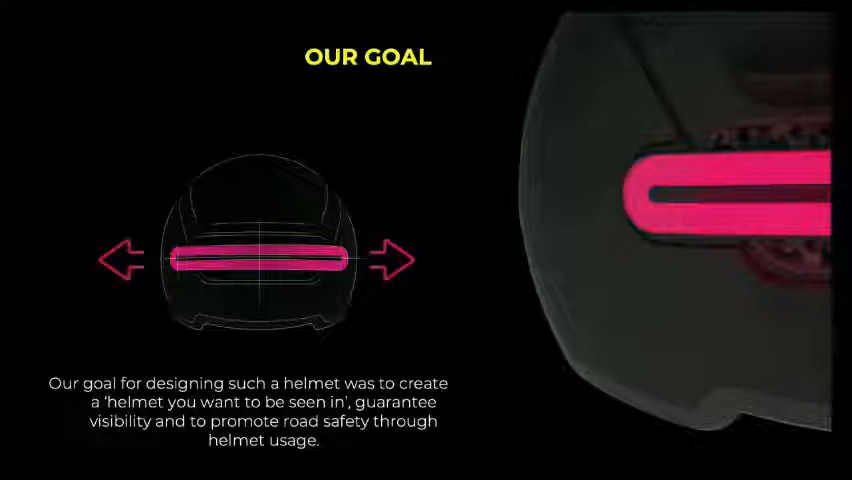 OUR GOAL
Our goal for designing such a helmet was to create
a ‘helmet you want to be seen in’, guarantee
visibility and to promote road safety through
helmet usage.